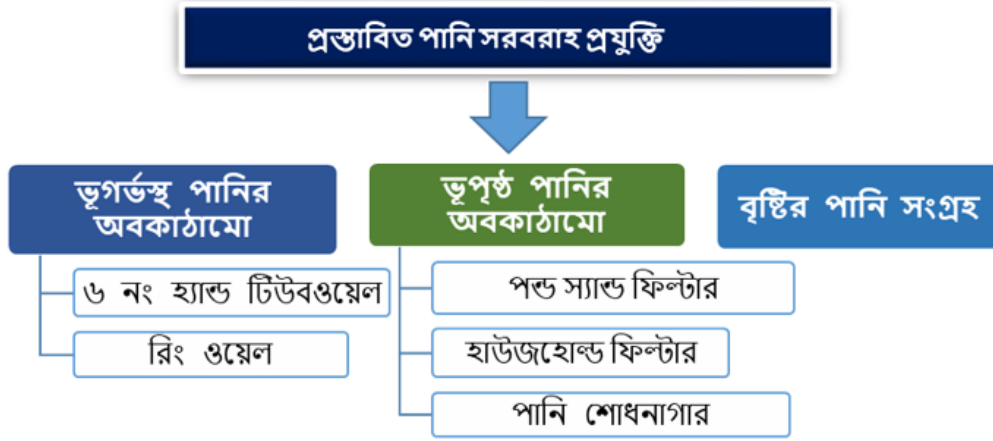 প্রস্তাবিত পানি সরবরাহ প্রযুক্তি
ভূগর্ভস্থ পানির
অবকাঠামো
৬ নং হ্যান্ড টিউবওয়েল
রিং ওয়েল
ভূপৃষ্ঠ পানির
অবকাঠামো
পন্ড স্যান্ড ফিল্টার
হাউজহোল্ড ফিল্টার
পানি শোধনাগার
বৃষ্টির পানি সংগ্রহ